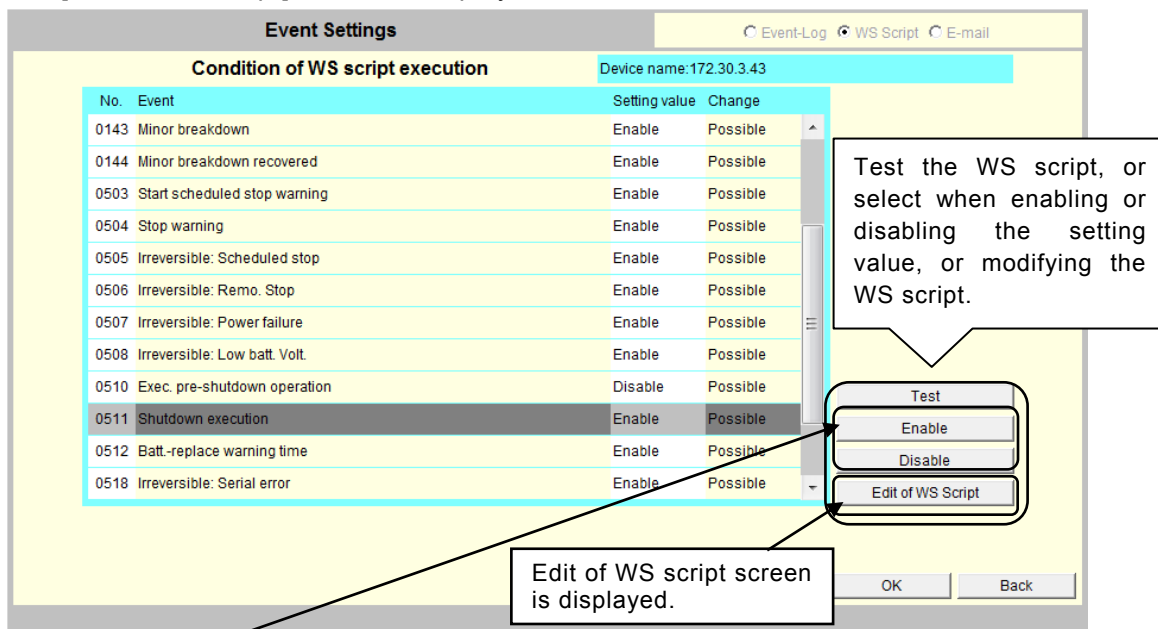 Event Settings
Event-Log WS Script E-mail
Condition of WS script execution
Device name:172.30.3.43
No. Event Setting value Change
0143 Minor breakdown Enable Possible
0144 Minor breakdown recovered Enable Possible
0503 Start scheduled stop warning Enable Possible
0504 Stop warning Enable Possible
0505 Irreversible: Scheduled stop Enable Possible
0506 Irreversible: Remo. Stop Enable Possible
0507 Irreversible: Power failure Enable Possible
0508 Irreversible: Low batt. Volt. Enable Possible
0510 Exec. pre-shutdown operation Disable Possible
0511 Shutdown execution Enable Possible
0512 Batt.-replace warning time Enable Possible
0518 Irreversible: Serial error Enable Possible
Test the WS script, or
select when enabling or
disabling the setting
value, or modifying the
WS script.
Test
Enable
Disable
Edit of WS Script
Edit of WS script screen
is displayed.
OK
Back